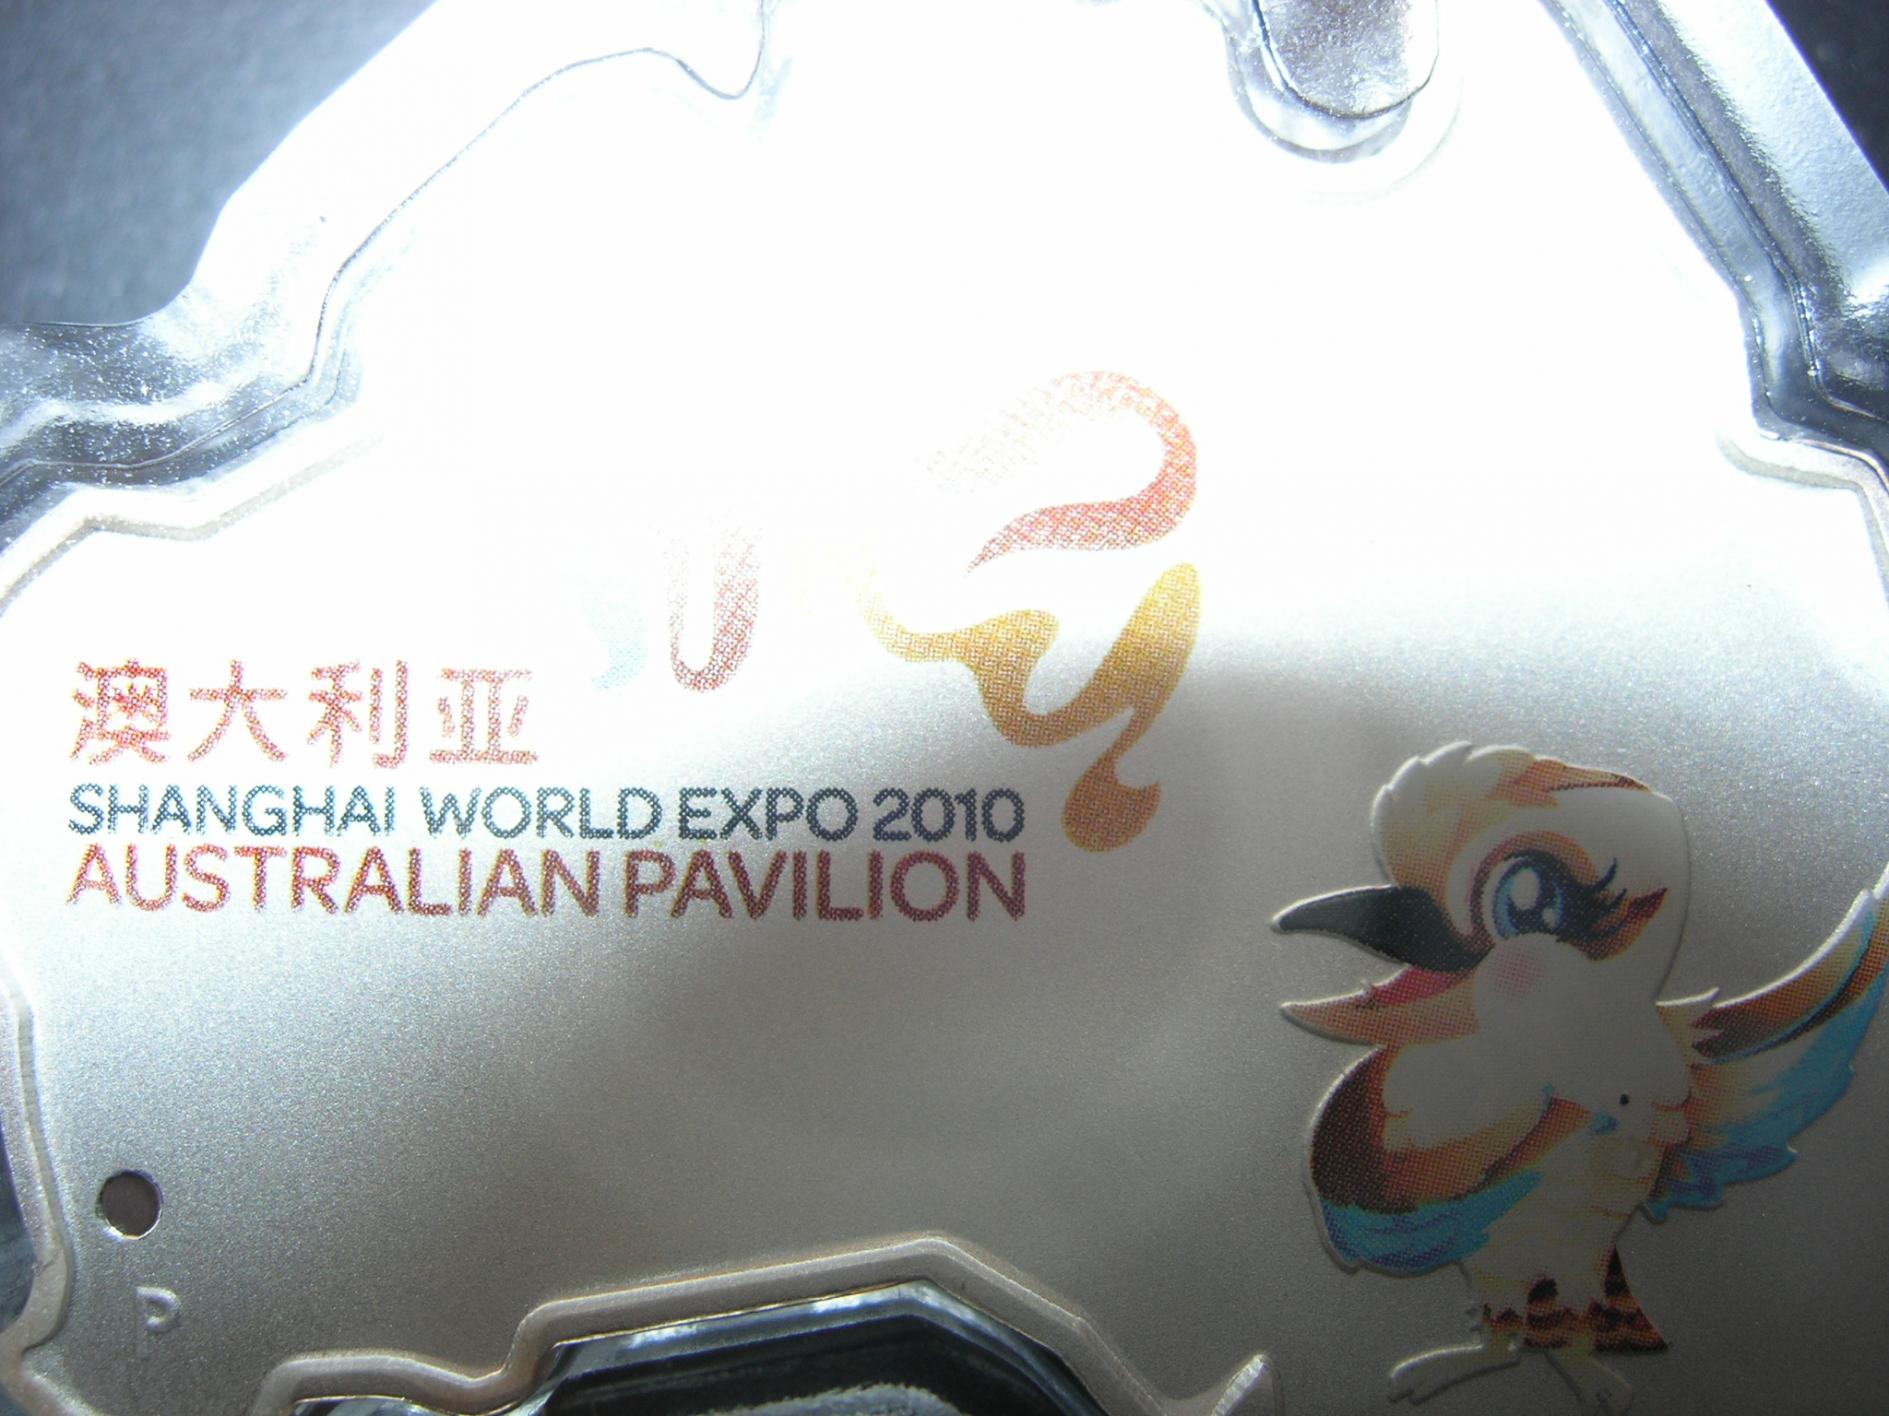 澳大利亚
SHANGHAI WORLD EXPO 2010
AUSTRALIAN PAVILION
P